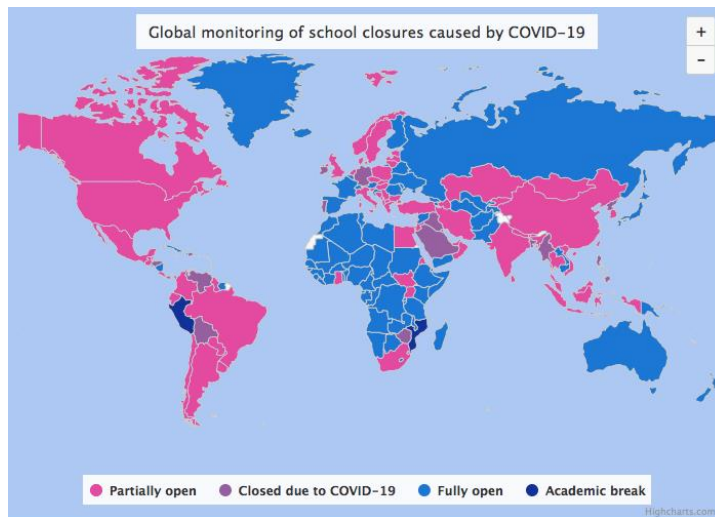 Global monitoring of school closures caused by COVID-19
+
-
Partially open
Closed due to COVID-19
Fully open
Academic break
Highcharts.com